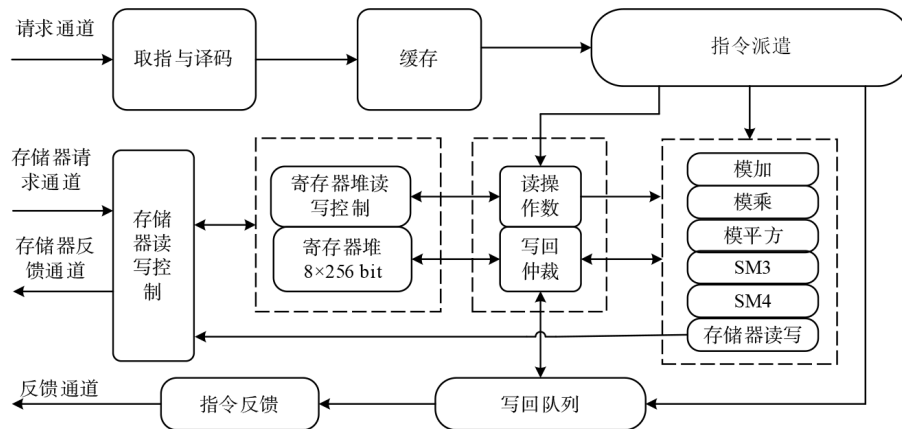 请求通道
取指与译码
缓存
指令派遣
存储器请
求通道
存储器反
馈通道
存储
器读
写控
制
寄存器堆读
写控制
寄存器堆
8×256 bit
读操
作数
写回
仲裁
模加
模乘
模平方
SM3
SM4
存储器读写
反馈通道
指令反馈
写回队列